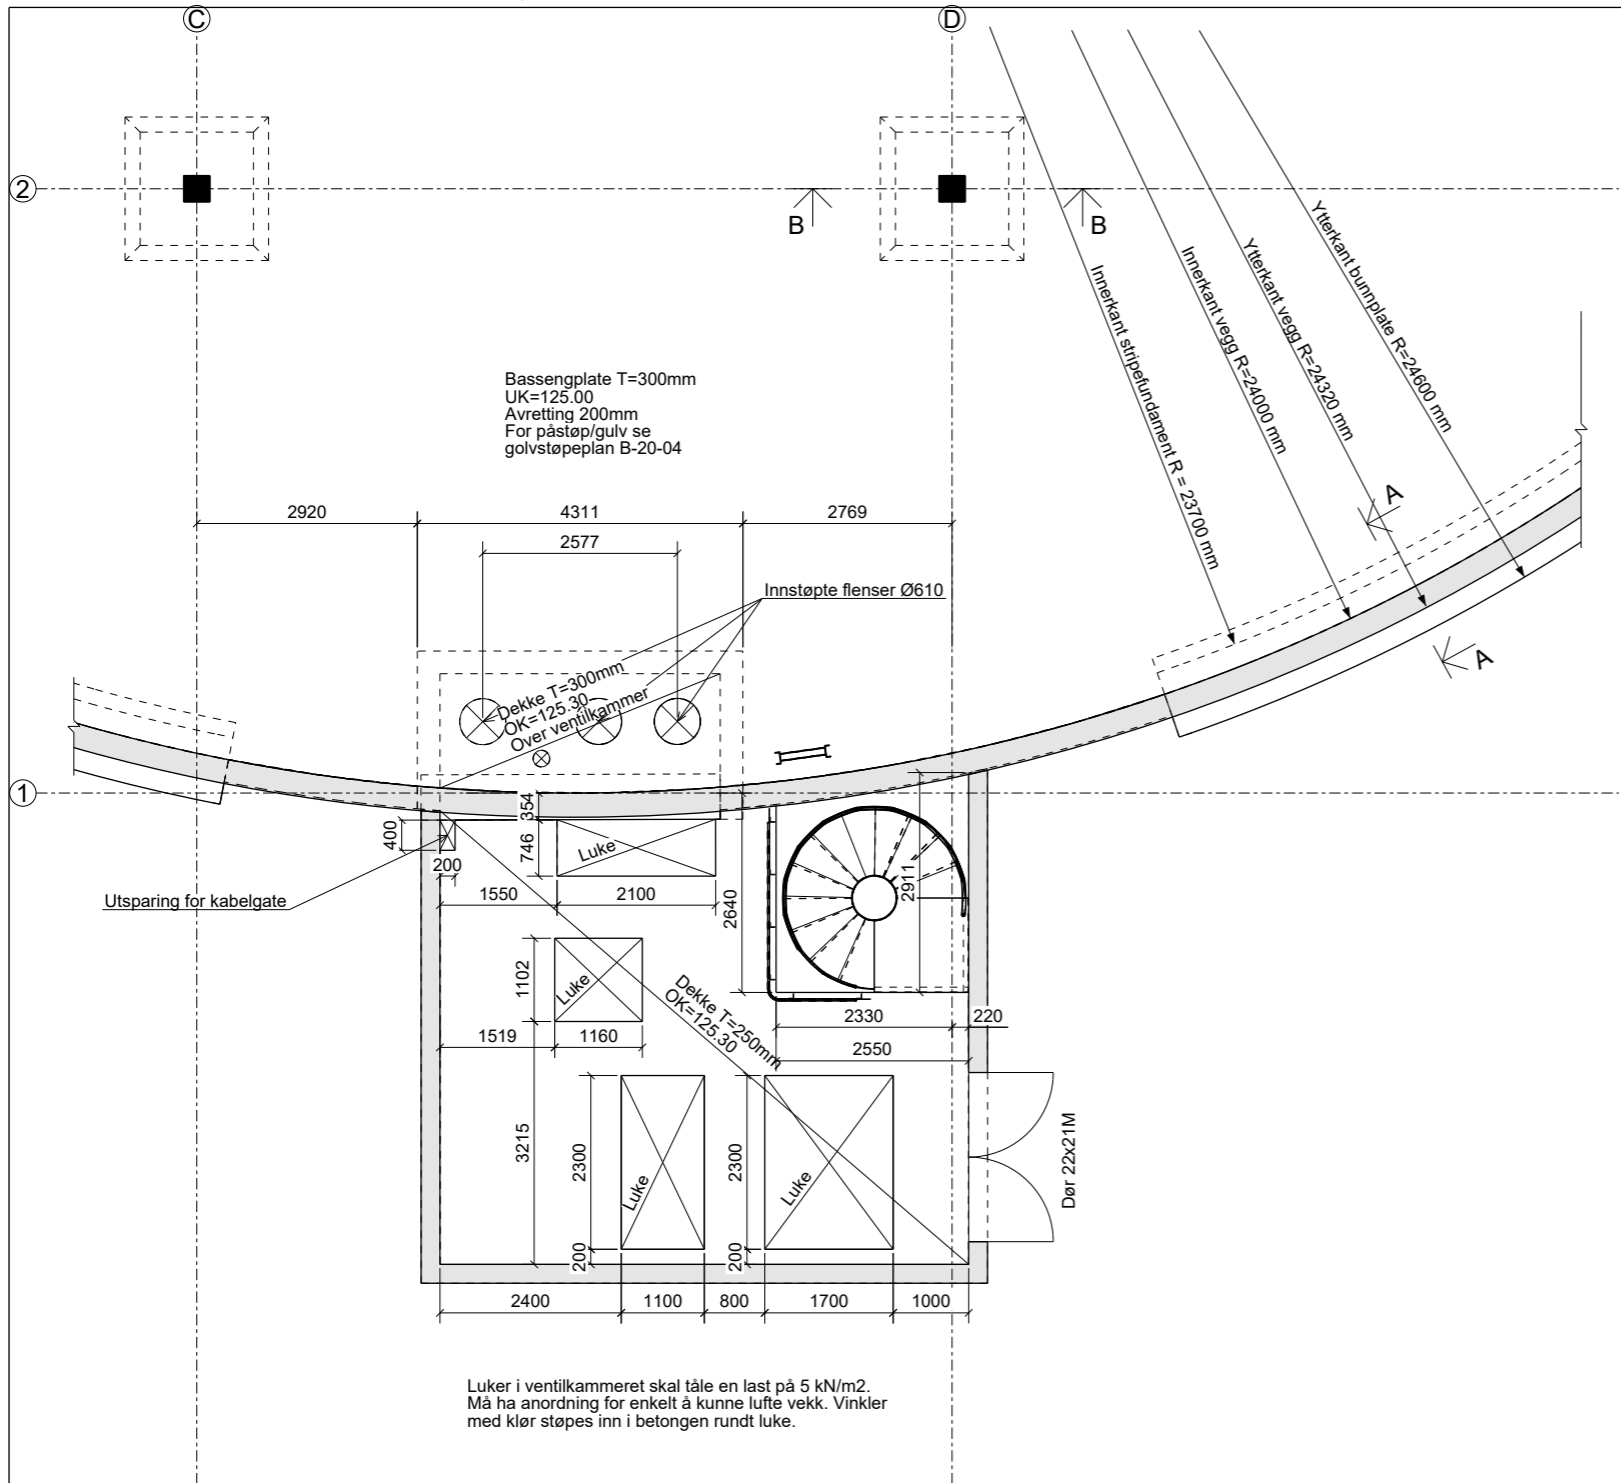 C
D
2
B
B
Innerkant stripefundament R = 23700 mm
Innerkant vegg R=24000 mm
Ytterkant vegg R=24320 mm
Ytterkant bunnplate R=24600 mm
Bassengplate T=300mm
UK=125.00
Avretting 200mm
For påstøp/gulv se
golvstøpeplan B-20-04
A
A
2920
4311
2769
2577
Innstøpte flenser Ø610
Dekke T=300mm
OK=125.30
Over ventilkammer
1
354
400
746
Luke
200
2911
1550
2100
2640
Utsparing for kabelgate
1102
Luke
Dekke T=250mm
OK=125.30
2330
220
1519
1160
2550
3215
2300
Luke
2300
Luke
Dør 22x21M
200
200
2400
1100
800
1700
1000
Luker i ventilkammeret skal tåle en last på 5 kN/m2.
Må ha anordning for enkelt å kunne lufte vekk. Vinkler
med klør støpes inn i betongen rundt luke.